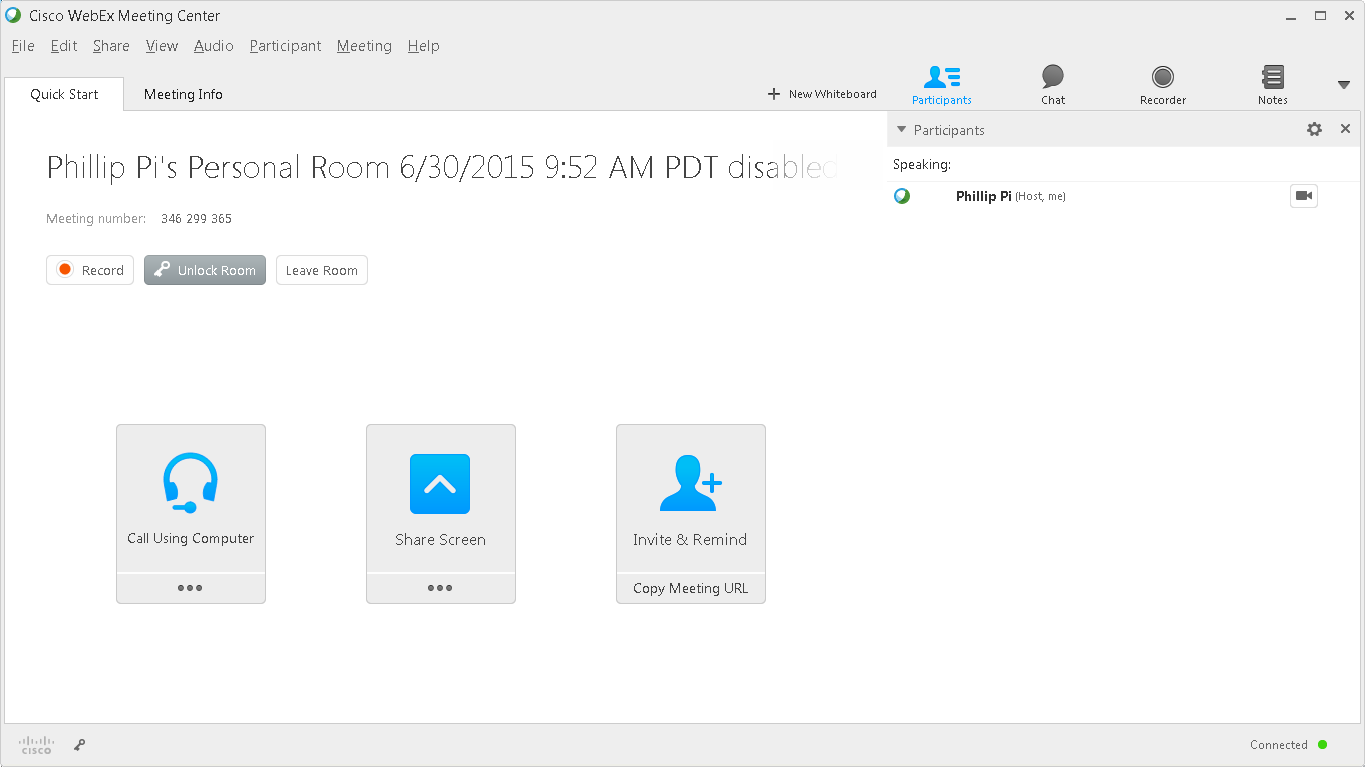 Cisco WebEx Meeting Center
File Edit Share View Audio Participant Meeting Help
Quick Start Meeting Info + New Whiteboard Participants Chat Recorder Notes
Participants
Phillip Pi's Personal Room 6/30/2015 9:52 AM PDT disabled
Speaking:
Phillip Pi (Host, me)
Meeting number: 346 299 365
Record Unlock Room Leave Room
Call Using Computer Share Screen Invite & Remind
Copy Meeting URL
CISCO
Connected